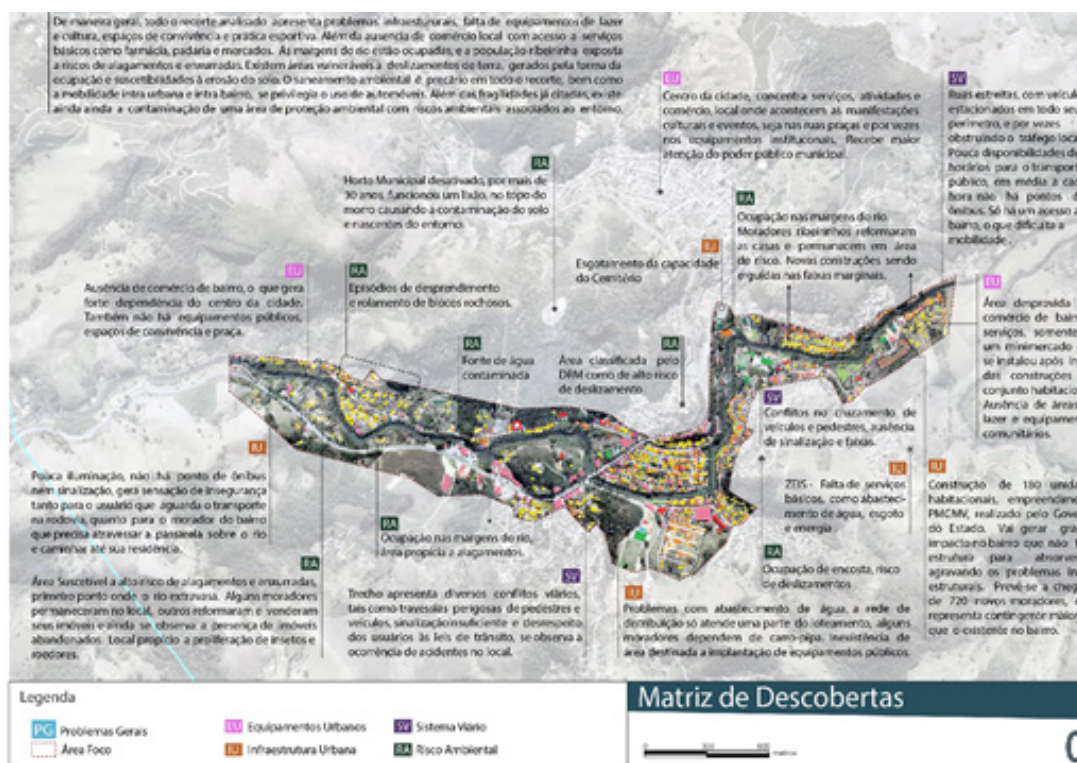 De maneira geral, todo o recorte analisado apresenta problemas infraestururais, falta de equipamentos de lazer
e cultura, espaços de convivência e pratica esportiva. Além da ausencia de comércio local com acesso a serviços
básicos como farmácia, padaria e mercados. As margens do rio estão ocupadas, e a população ribeirinha exposta
a riscos de alagamentos e enxurradas. Existem áreas vulneráveis à deslizamentos de terra, gerados pela forma da
ocupação e suscetibilidades à erosão do solo. O saneamento ambiental é precário em todo o recorte, bem como
a mobilidade intra urbana e intra bairro, se privilegia o uso de automóveis. Além das fragilidades já citadas, existe
ainda ainda a contaminação de uma área de proteção ambiental com riscos ambientais associados ao entorno.
EU
Centro da cidade, concentra serviços, atividades e
comércio, local onde acontecem as manifestações
culturais e eventos, seja nas ruas praças e por vezes
nos equipamentos institucionais. Recebe maior
atenção do poder público municipal.
SV
Ruas estreitas, com veícul
estacionados em todo seu
perímetro, e por vezes
obstruindo o tráfego loca
Pouca disponibilidades d
horários para o transport
público, em média a cad
hora não há pontos d
ônibus. Só há um acesso a
bairro, o que dificulta a
mobilidade .
RA
Horto Municipal desativado, por mais de
30 anos, funcionou um lixão, no topo do
morro causando a contaminação do solo
e nascentes do entorno.
RA
Ocupação nas margens do rio.
Moradores ribeirinhos reformaram
as casas e permanecem em área
de risco. Novas construções sendo
erguidas nas faixas marginais.
IU
Esgotamento da capacidade
do Cemitério
EU
Ausência de comércio de bairro, o que gera
forte dependência do centro da cidade.
Também não há equipamentos públicos,
espaços de convivência e praça.
RA
Episódios de desprendimento
e rolamento de blocos rochosos.
EU
Área desprovida
comércio de bair
serviços, soment
um minimercado
se instalou após in
das construções
conjunto habitacio
Ausência de áreas
lazer e equipamen
comunitários.
RA
Fonte de água
contaminada
RA
Área classificada pelo
DRM como de alto risco
de deslizamento
SV
Conflitos no cruzamento de
veículos e pedestres, ausência
de sinalização e faixas.
IU
Pouca iluminação, não há ponto de ônibus
nem sinalização, gera sensação de insegurança
tanto para o usuário que aguarda o transporte
na rodovia, quanto para o morador do bairro
que precisa atravessar a passarela sobre o rio
e caminhar até sua residência.
IU
ZEIS - Falta de serviços
básicos, como abasteci-
mento de água, esgoto
e energia
IU
Construção de 180 unida
habitacionais, empreendime
PMCMV, realizado pelo Gover
do Estado. Vai gerar gra
impacto no bairro que não t
estrutura para absorve
agravando os problemas in
estruturais. Prevê-se a cheg
de 720 novos moradores,
representa contingente maio
que o existente no bairro.
RA
Ocupação nas margens do rio,
área propícia a alagamentos.
RA
Ocupação de encosta, risco
de deslizamentos
RA
Área Suscetível a alto risco de alagamentos e enxurradas,
primeiro ponto onde o rio extravasa. Alguns moradores
permaneceram no local, outros reformaram e venderam
seus imóveis e ainda se observa a presença de imóveis
abandonados. Local propício a proliferação de insetos e
roedores.
SV
Trecho apresenta diversos conflitos viários,
tais como travessias perigosas de pedestres e
veículos, sinalização insuficiente e desrespeito
dos usuários às leis de trânsito, se observa a
ocorrência de acidentes no local.
IU
Problemas com abastecimento de água, a rede de
distribuição só atende uma parte do loteamento, alguns
moradores dependem de carro-pipa. Inexistência de
área destinada a implantação de equipamentos públicos.
Legenda
PG Problemas Gerais
Área Foco
EU Equipamentos Urbanos
IU Infraestrutura Urbana
SV Sistema Viário
RA Risco Ambiental
Matriz de Descobertas
0
metros